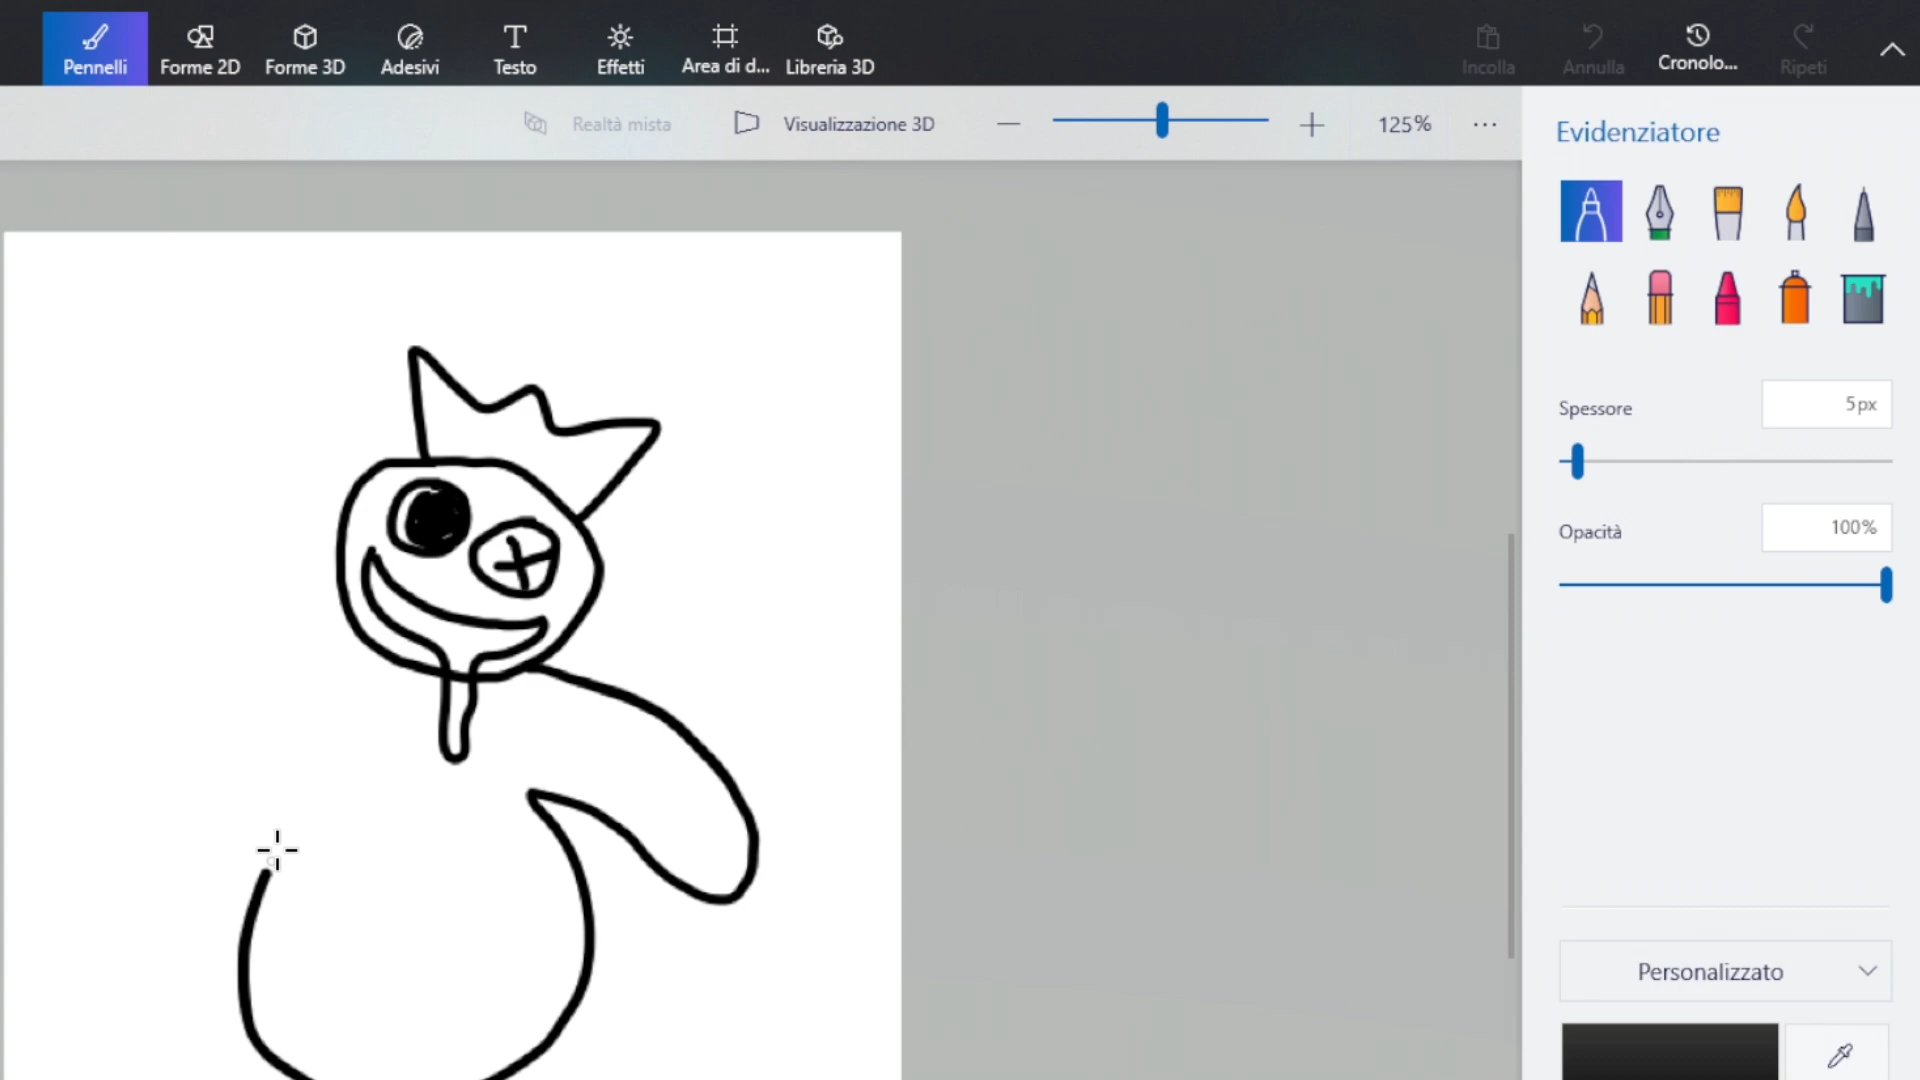 Pennelli
Forme 2D
Forme 3D
Adesivi
Testo
Effetti
Area di d...
Libreria 3D
Incolla
Annulla
Cronolo...
Ripeti
Realtà mista
Visualizzazione 3D
125%
Evidenziatore
Spessore
5px
Opacità
100%
Personalizzato